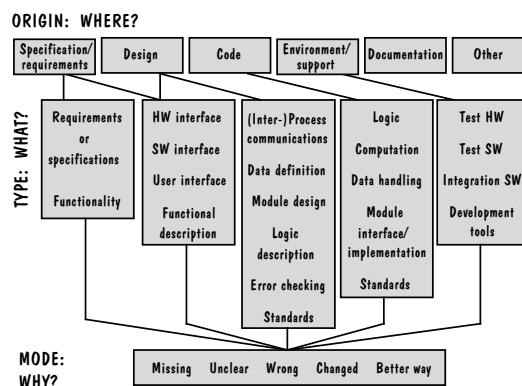 ORIGIN: WHERE?
Specification/
requirements
Design
Code
Environment/
support
Documentation
Other
TYPE: WHAT?
Requirements
or
specifications
Functionality
HW interface
SW interface
User interface
Functional
description
(Inter-)Process
communications
Data definition
Module design
Logic
description
Error checking
Standards
Logic
Computation
Data handling
Module
interface/
implementation
Standards
Test HW
Test SW
Integration SW
Development
tools
MODE:
WHY?
Missing Unclear Wrong Changed Better way